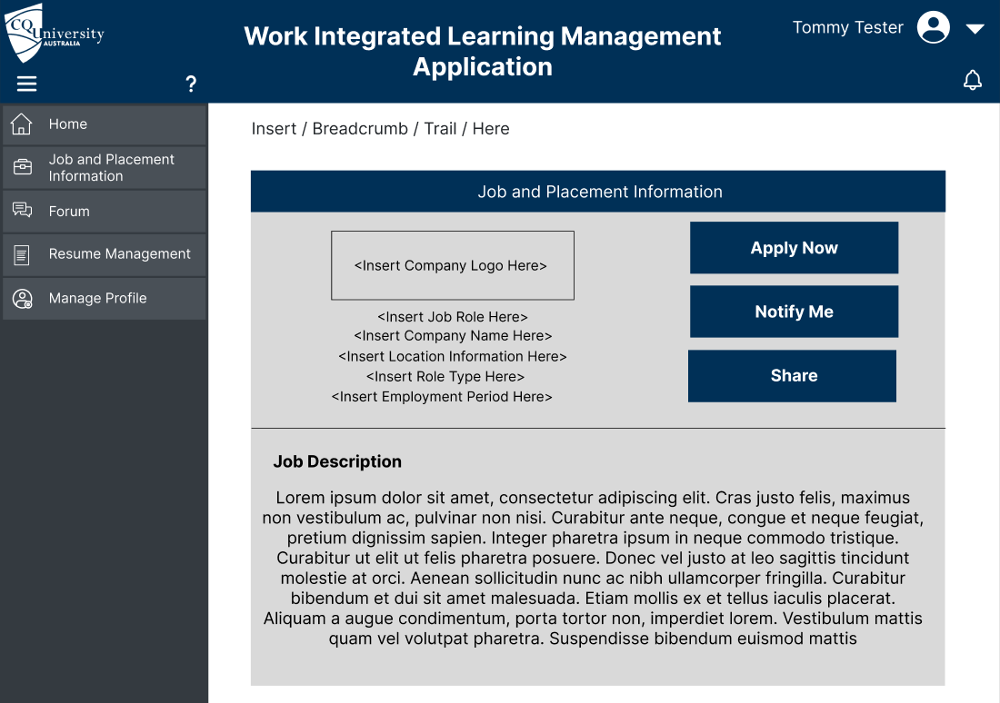 CQUniversity
AUSTRALIA
Work Integrated Learning Management
Application
Tommy Tester
?
Home
Job and Placement
Information
Forum
Resume Management
Manage Profile
Insert / Breadcrumb / Trail / Here
Job and Placement Information
<Insert Company Logo Here>
<Insert Job Role Here>
<Insert Company Name Here>
<Insert Location Information Here>
<Insert Role Type Here>
<Insert Employment Period Here>
Apply Now
Notify Me
Share
Job Description
Lorem ipsum dolor sit amet, consectetur adipiscing elit. Cras justo felis, maximus
non vestibulum ac, pulvinar non nisi. Curabitur ante neque, congue et neque feugiat,
pretium dignissim sapien. Integer pharetra ipsum in neque commodo tristique.
Curabitur ut elit ut felis pharetra posuere. Donec vel justo at leo sagittis tincidunt
molestie at orci. Aenean sollicitudin nunc ac nibh ullamcorper fringilla. Curabitur
bibendum et dui sit amet malesuada. Etiam mollis ex et tellus iaculis placerat.
Aliquam a augue condimentum, porta tortor non, imperdiet lorem. Vestibulum mattis
quam vel volutpat pharetra. Suspendisse bibendum euismod mattis